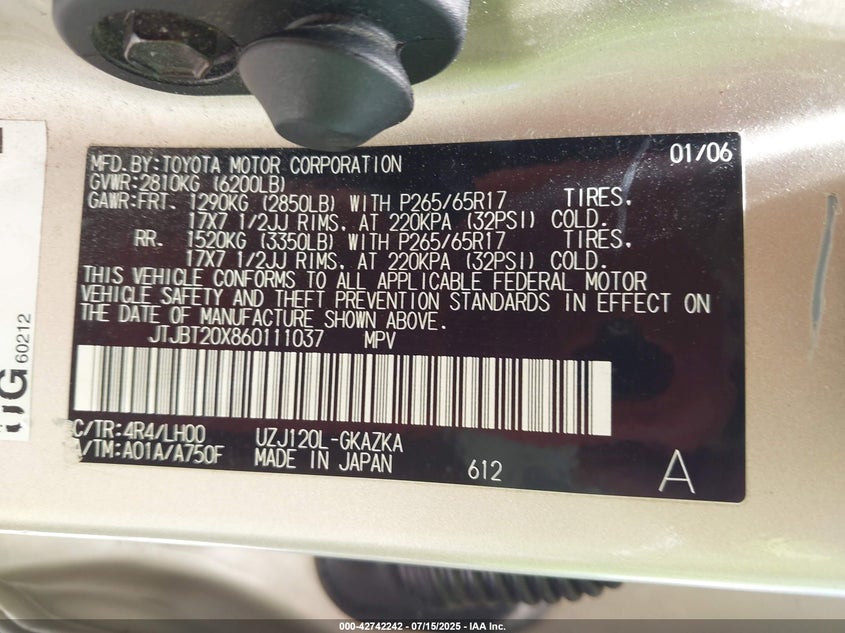 MFD.BY:TOYOTA MOTOR CORPORATION 01/06
GVWR:2810KG (6200LB)
GAWR:FRT. 1290KG (2850LB) WITH P265/65R17 TIRES,
17X7 1/2JJ RIMS, AT 220KPA (32PSI) COLD.
RR. 1520KG (3350LB) WITH P265/65R17 TIRES,
17X7 1/2JJ RIMS, AT 220KPA (32PSI) COLD.
THIS VEHICLE CONFORMS TO ALL APPLICABLE FEDERAL MOTOR
VEHICLE SAFETY AND THEFT PREVENTION STANDARDS IN EFFECT ON
THE DATE OF MANUFACTURE SHOWN ABOVE.
JTJBT20X860111037 MPV
C/TR:4R4/LH00 UZJ120L-GKAZKA
/TM:A01A/A750F MADE IN JAPAN 612 A
60212
000-42742242 - 07/15/2025 - IAA Inc.